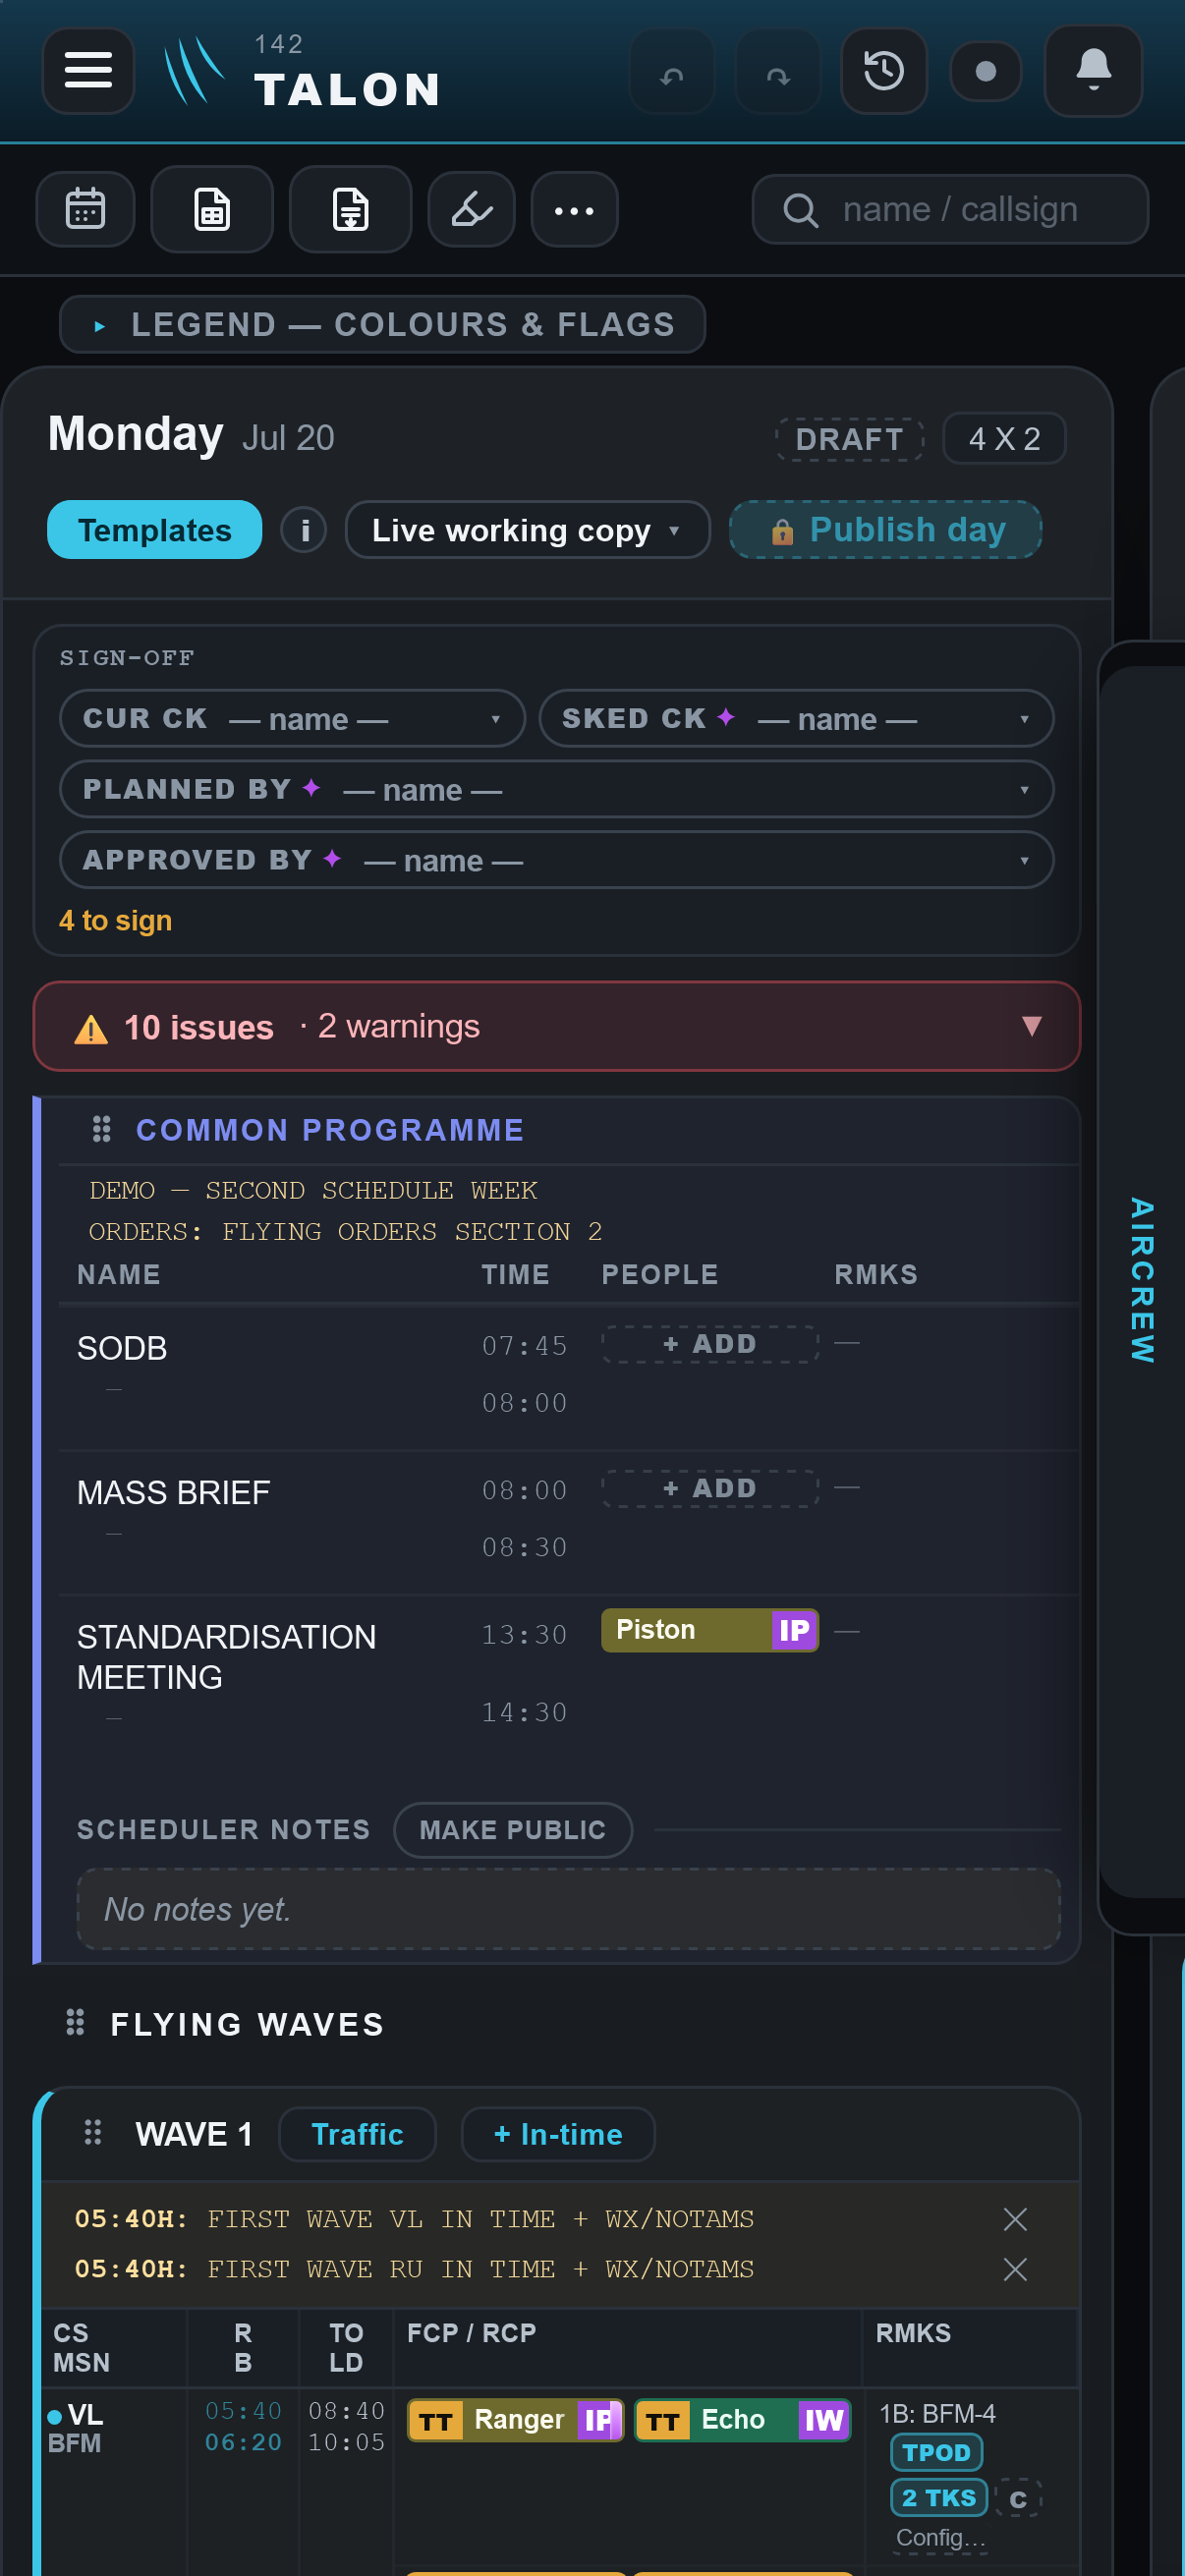 142
TALON
name / callsign
LEGEND — COLOURS & FLAGS
Monday Jul 20 DRAFT 4 X 2
Templates i Live working copy Publish day
SIGN-OFF
CUR CK — name — SKED CK — name —
PLANNED BY — name —
APPROVED BY — name —
4 to sign
10 issues · 2 warnings
COMMON PROGRAMME
DEMO — SECOND SCHEDULE WEEK
ORDERS: FLYING ORDERS SECTION 2
NAME TIME PEOPLE RMKS
SODB 07:45 + ADD —
— 08:00
MASS BRIEF 08:00 + ADD —
— 08:30
STANDARDISATION 13:30 Piston IP —
MEETING
— 14:30
SCHEDULER NOTES MAKE PUBLIC
No notes yet.
AIRCREW
FLYING WAVES
WAVE 1 Traffic + In-time
05:40H: FIRST WAVE VL IN TIME + WX/NOTAMS
05:40H: FIRST WAVE RU IN TIME + WX/NOTAMS
CS R TO FCP / RCP RMKS
MSN B LD
VL 05:40 08:40 TT Ranger IP TT Echo IW 1B: BFM-4
BFM 06:20 10:05 TPOD
2 TKS C
Config...